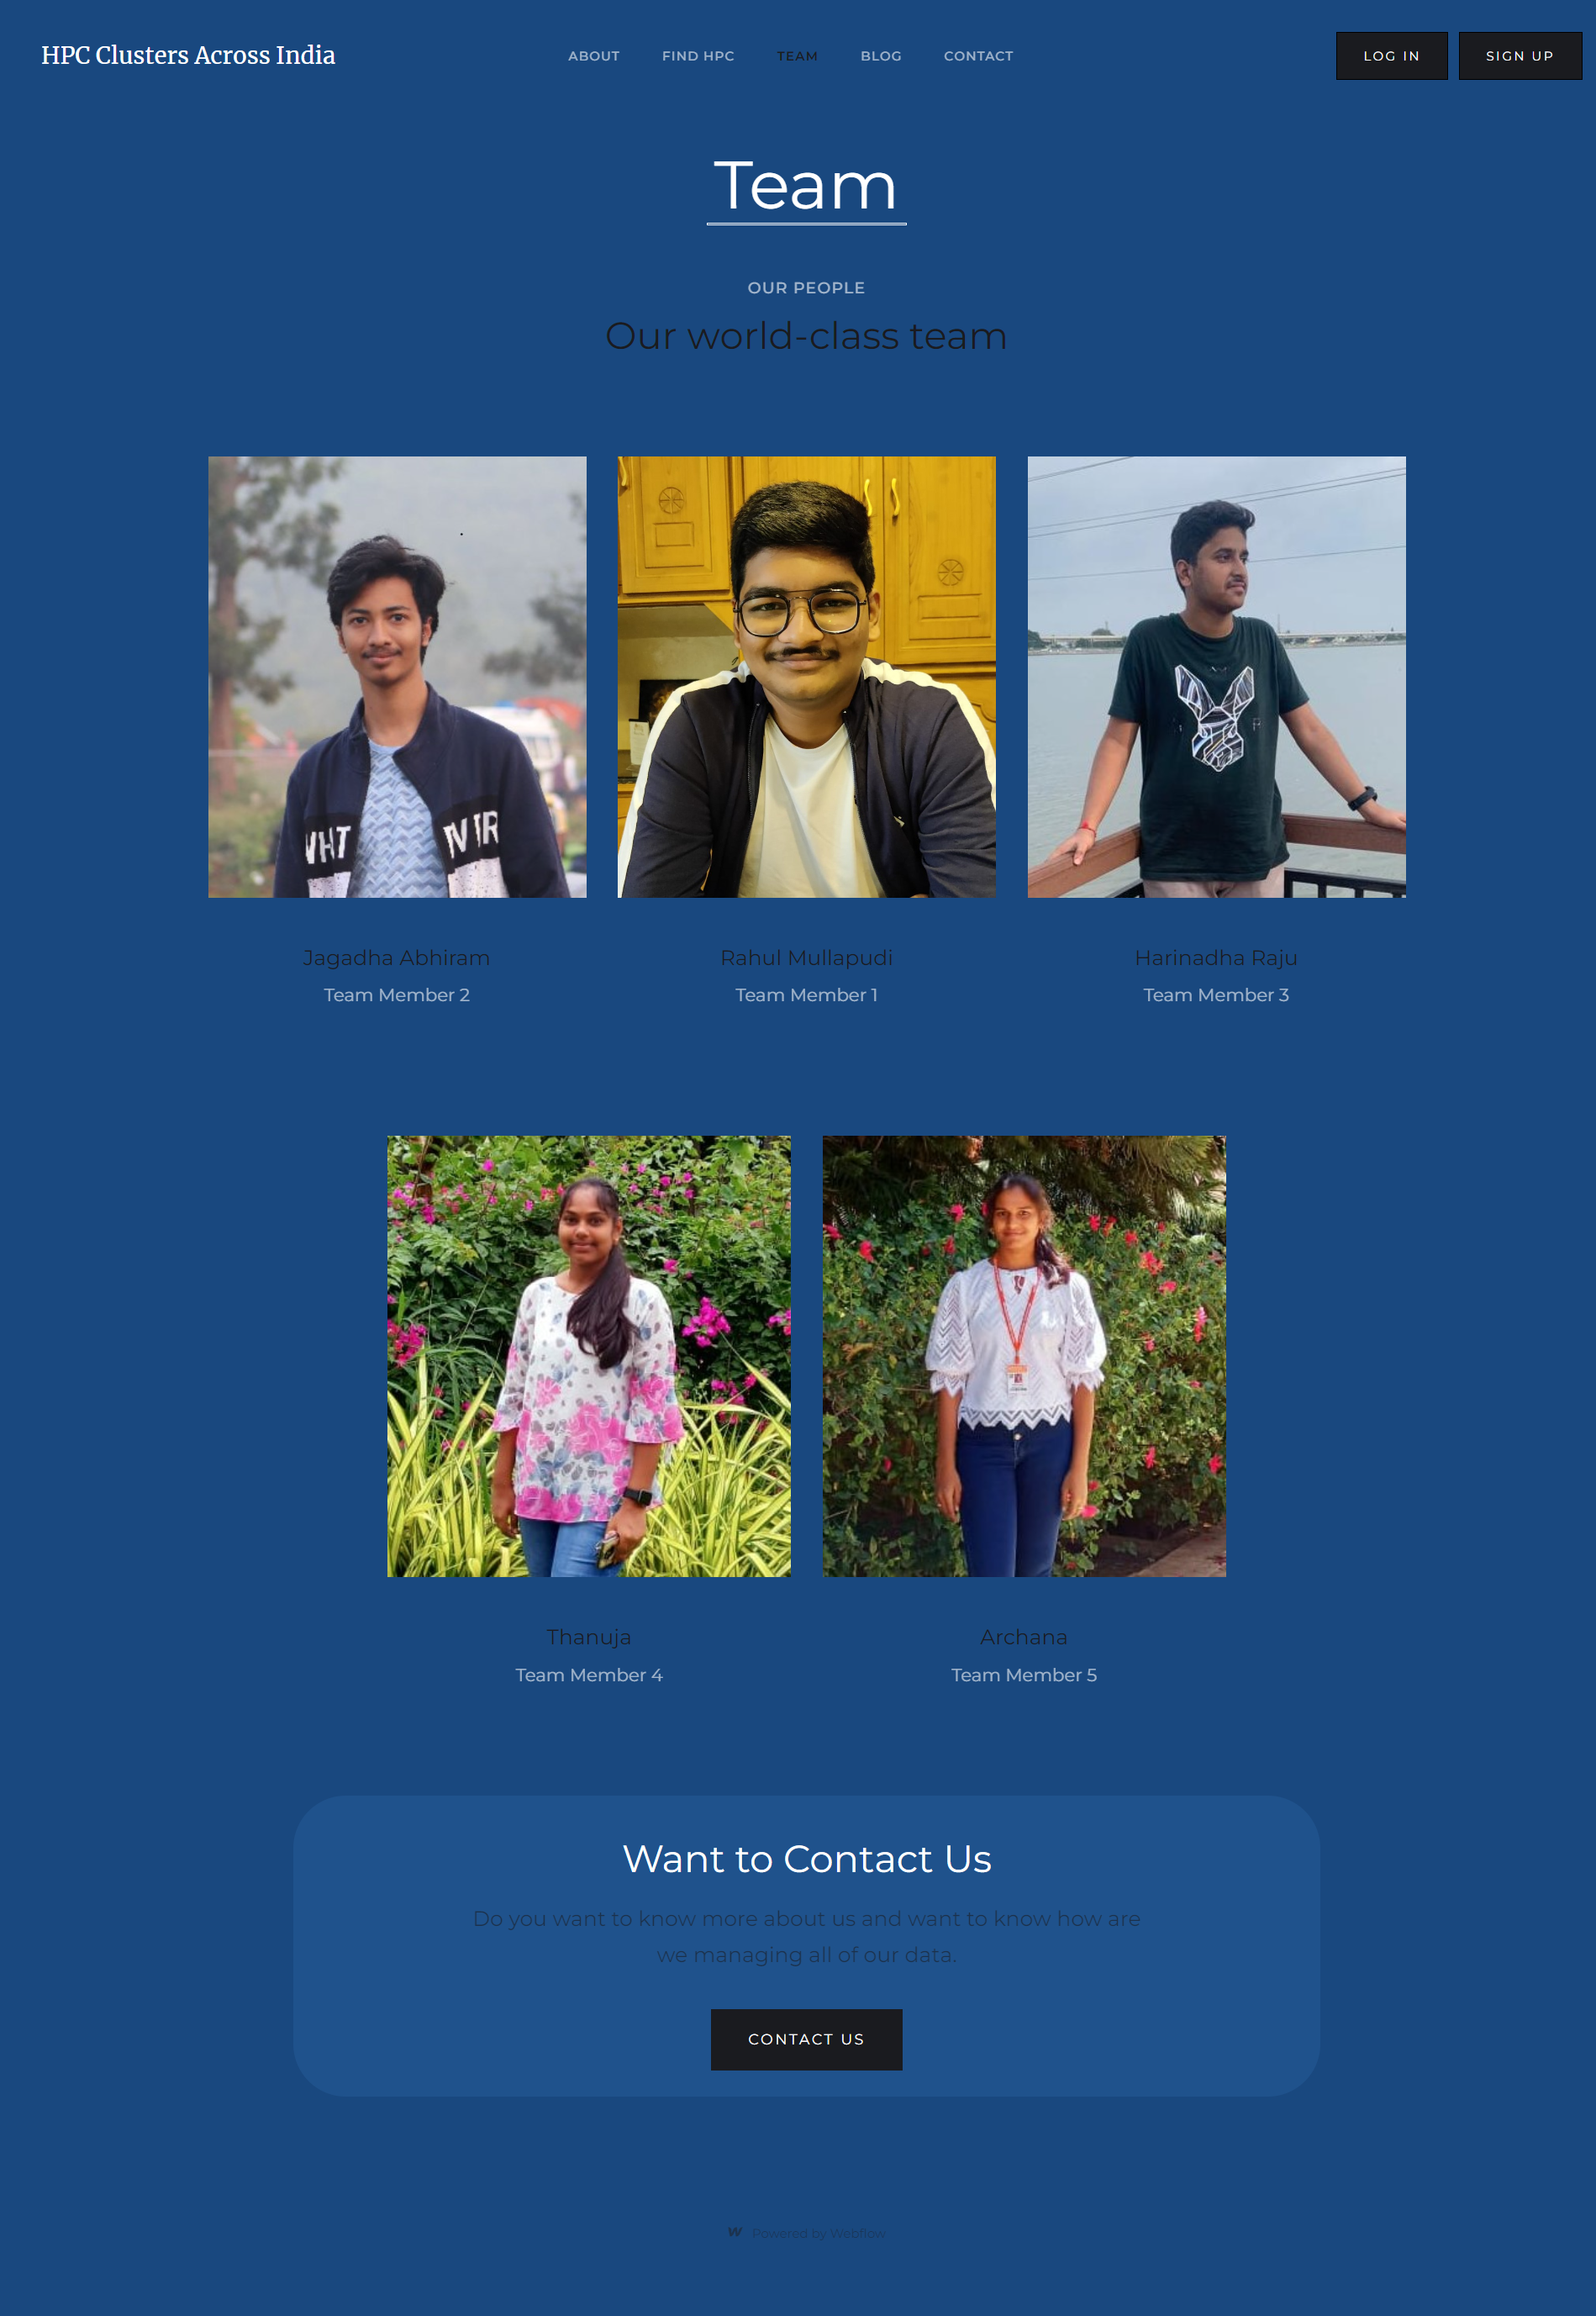 HPC Clusters Across India
ABOUT
FIND HPC
TEAM
BLOG
CONTACT
LOG IN
SIGN UP
Team
OUR PEOPLE
Our world-class team
Jagadha Abhiram
Team Member 2
Rahul Mullapudi
Team Member 1
Harinadha Raju
Team Member 3
Thanuja
Team Member 4
Archana
Team Member 5
Want to Contact Us
Do you want to know more about us and want to know how are
we managing all of our data.
CONTACT US
Powered by Webflow